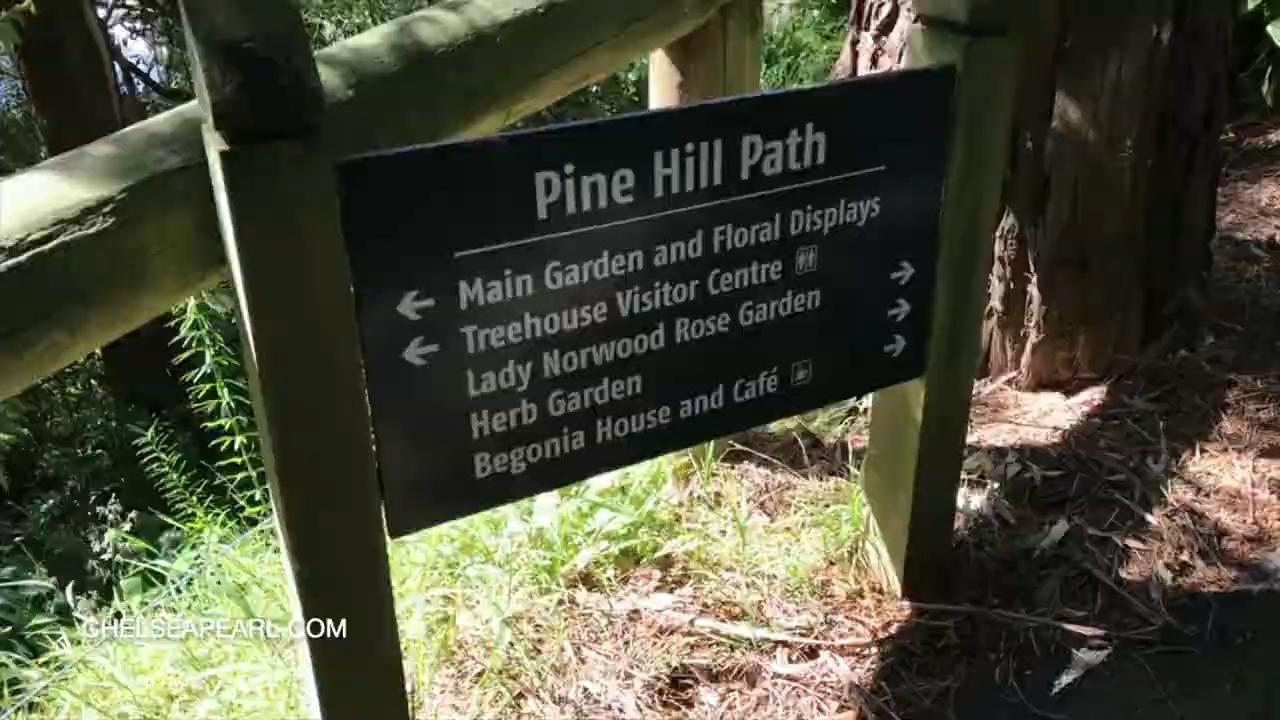 Pine Hill Path
Main Garden and Floral Displays
Treehouse Visitor Centre
Lady Norwood Rose Garden
Herb Garden
Begonia House and Café
CHELSEAPEARL.COM